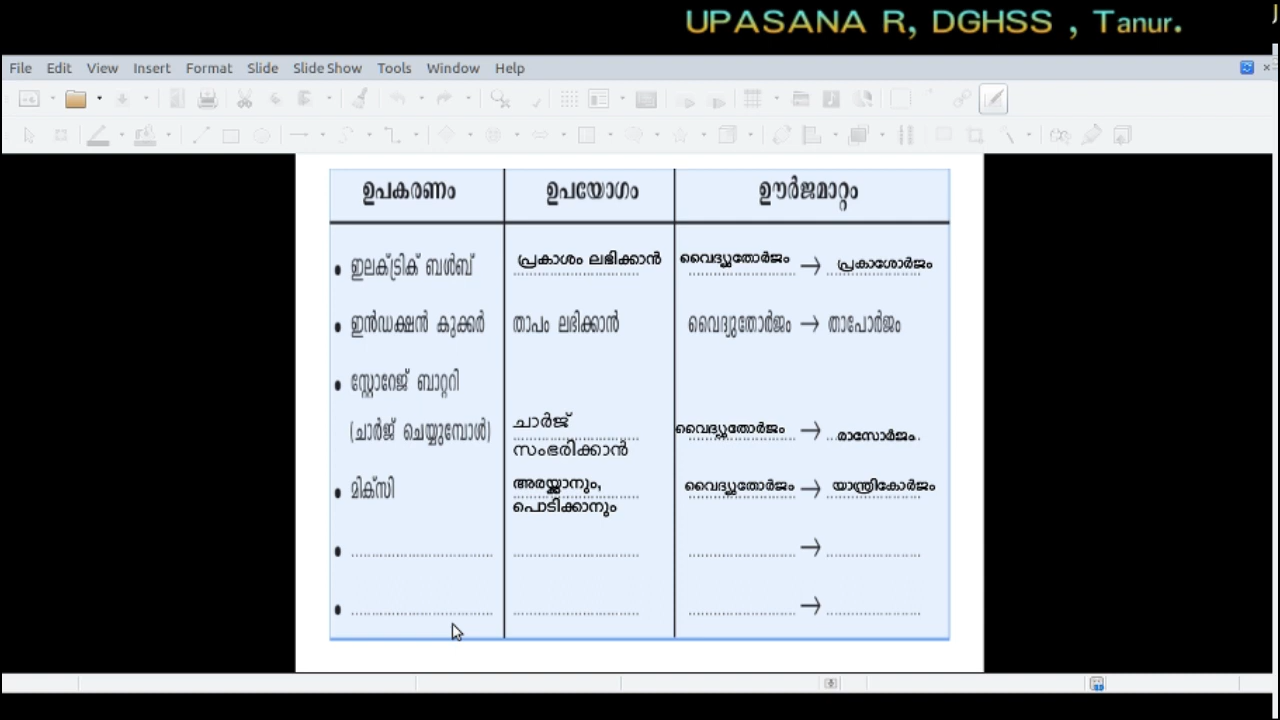 UPASANA R, DGHSS , Tanur.
File Edit View Insert Format Slide Slide Show Tools Window Help
ഉപകരണം ഉപയോഗം ഊർജമാറ്റം
• ഇലക്ട്രിക് ബൾബ് പ്രകാശം ലഭിക്കാൻ വൈദ്യുതോർജം → പ്രകാശോർജം
• ഇൻഡക്ഷൻ കുക്കർ താപം ലഭിക്കാൻ വൈദ്യുതോർജം → താപോർജം
• സ്റ്റോറേജ് ബാറ്ററി
(ചാർജ് ചെയ്യുമ്പോൾ) ചാർജ് വൈദ്യുതോർജം → രാസോർജം
സംഭരിക്കാൻ
• മിക്സി അരയ്ക്കാനും, വൈദ്യുതോർജം → യാന്ത്രികോർജം
പൊടിക്കാനും
• .................... .................... .................... → ....................
• .................... .................... .................... → ....................